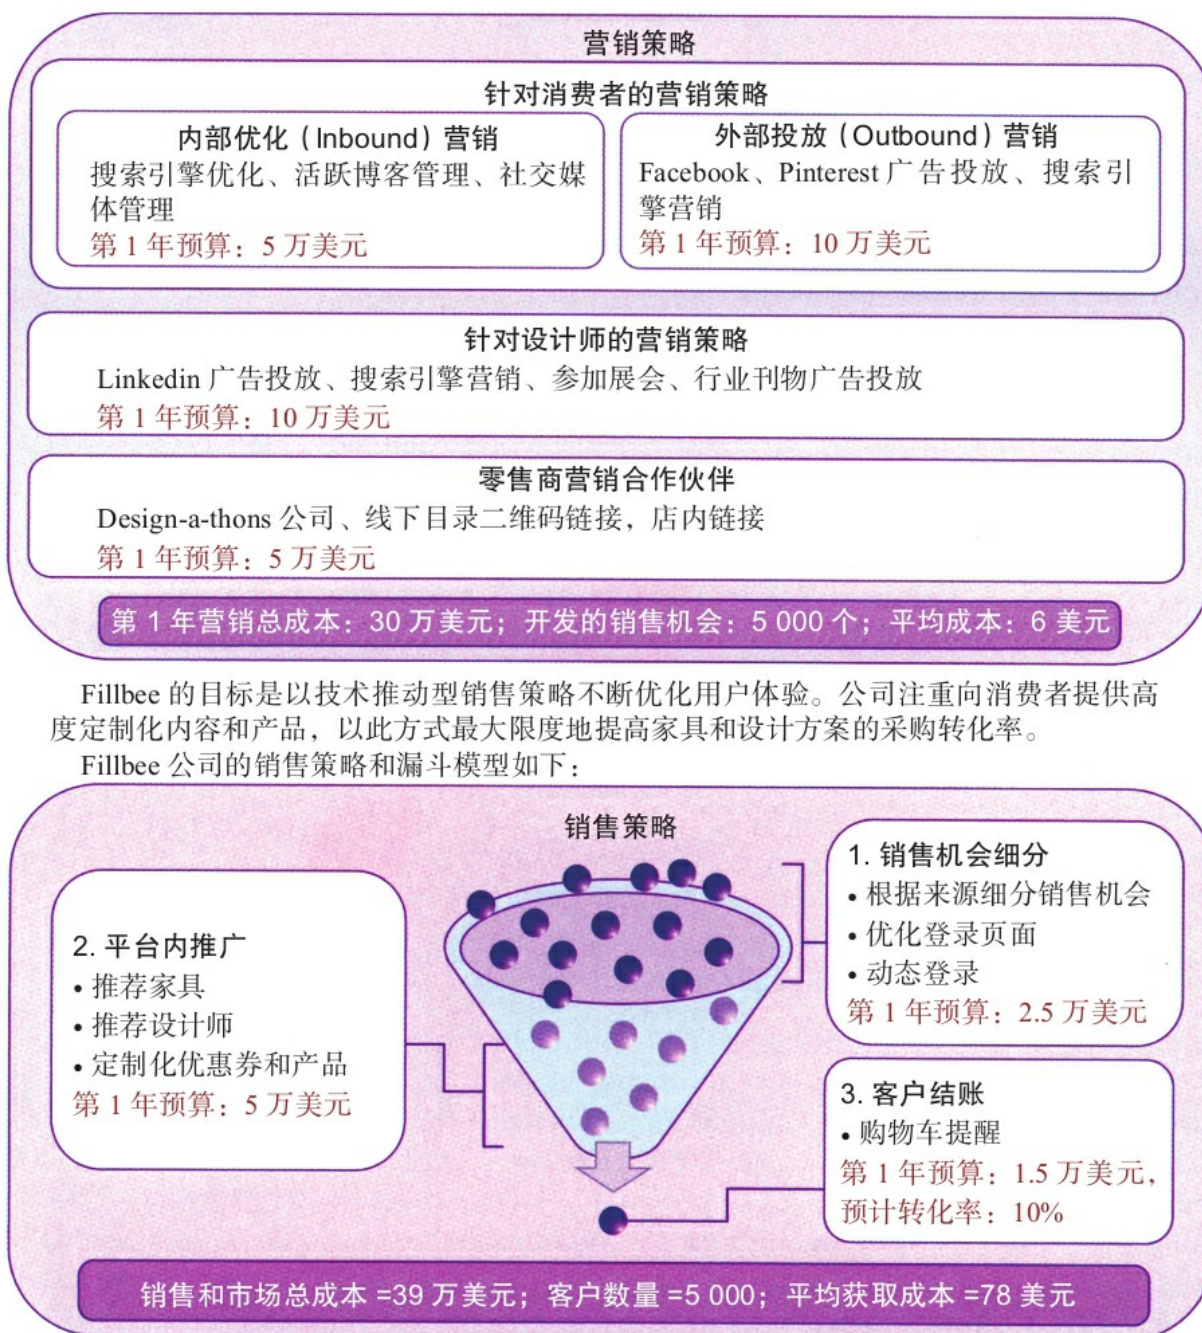 营销策略
针对消费者的营销策略
内部优化（Inbound）营销
搜索引擎优化、活跃博客管理、社交媒
体管理
第 1 年预算：5 万美元
外部投放（Outbound）营销
Facebook、Pinterest 广告投放、搜索引
擎营销
第 1 年预算：10 万美元
针对设计师的营销策略
Linkedin 广告投放、搜索引擎营销、参加展会、行业刊物广告投放
第 1 年预算：10 万美元
零售商营销合作伙伴
Design-a-thons 公司、线下目录二维码链接，店内链接
第 1 年预算：5 万美元
第 1 年营销总成本：30 万美元；开发的销售机会：5 000 个；平均成本：6 美元
Fillbee 的目标是以技术推动型销售策略不断优化用户体验。公司注重向消费者提供高
度定制化内容和产品，以此方式最大限度地提高家具和设计方案的采购转化率。
Fillbee 公司的销售策略和漏斗模型如下：
销售策略
1. 销售机会细分
• 根据来源细分销售机会
• 优化登录页面
• 动态登录
第 1 年预算：2.5 万美元
2. 平台内推广
• 推荐家具
• 推荐设计师
• 定制化优惠券和产品
第 1 年预算：5 万美元
3. 客户结账
• 购物车提醒
第 1 年预算：1.5 万美元，
预计转化率：10%
销售和市场总成本 =39 万美元；客户数量 =5 000；平均获取成本 =78 美元